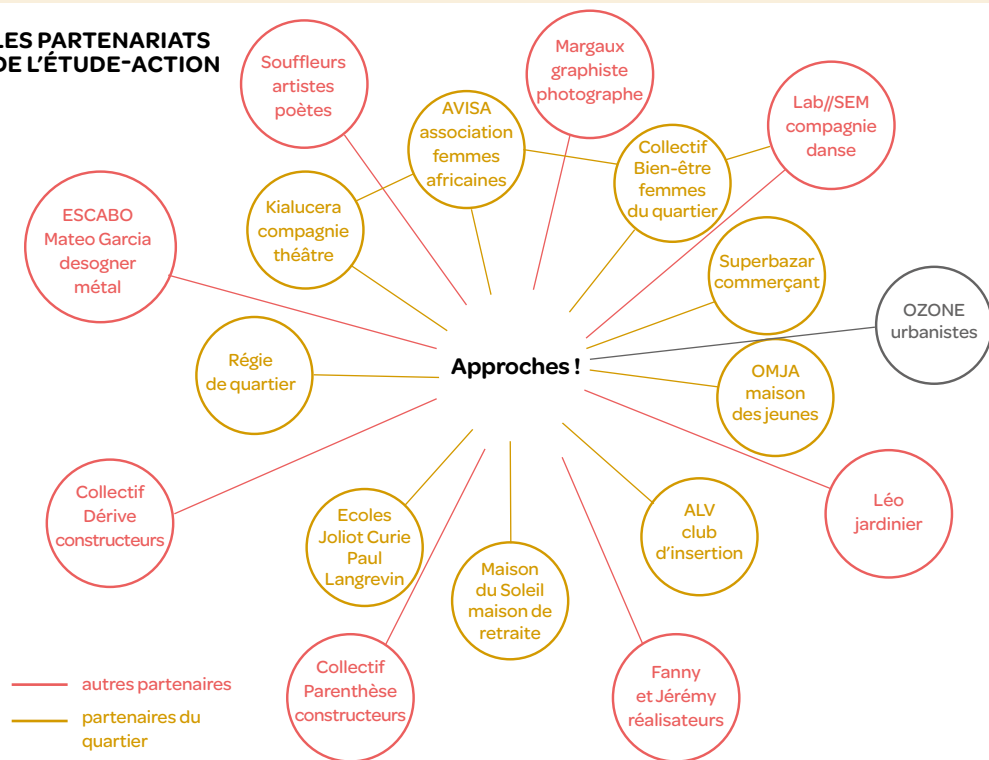 LES PARTENARIATS
DE L'ÉTUDE-ACTION
Souffleurs
artistes
poètes
Margaux
graphiste
photographe
AVISA
association
femmes
africaines
Collectif
Bien-être
femmes
du quartier
Lab//SEM
compagnie
danse
ESCABO
Mateo Garcia
desogner
métal
Kialucera
compagnie
théâtre
Superbazar
commerçant
OZONE
urbanistes
Régie
de quartier
Approches !
OMJA
maison
des jeunes
Collectif
Dérive
constructeurs
Ecoles
Joliot Curie
Paul
Langrevin
Maison
du Soleil
maison de
retraite
ALV
club
d'insertion
Léo
jardinier
Collectif
Parenthèse
constructeurs
Fanny
et Jérémy
réalisateurs
autres partenaires
partenaires du
quartier